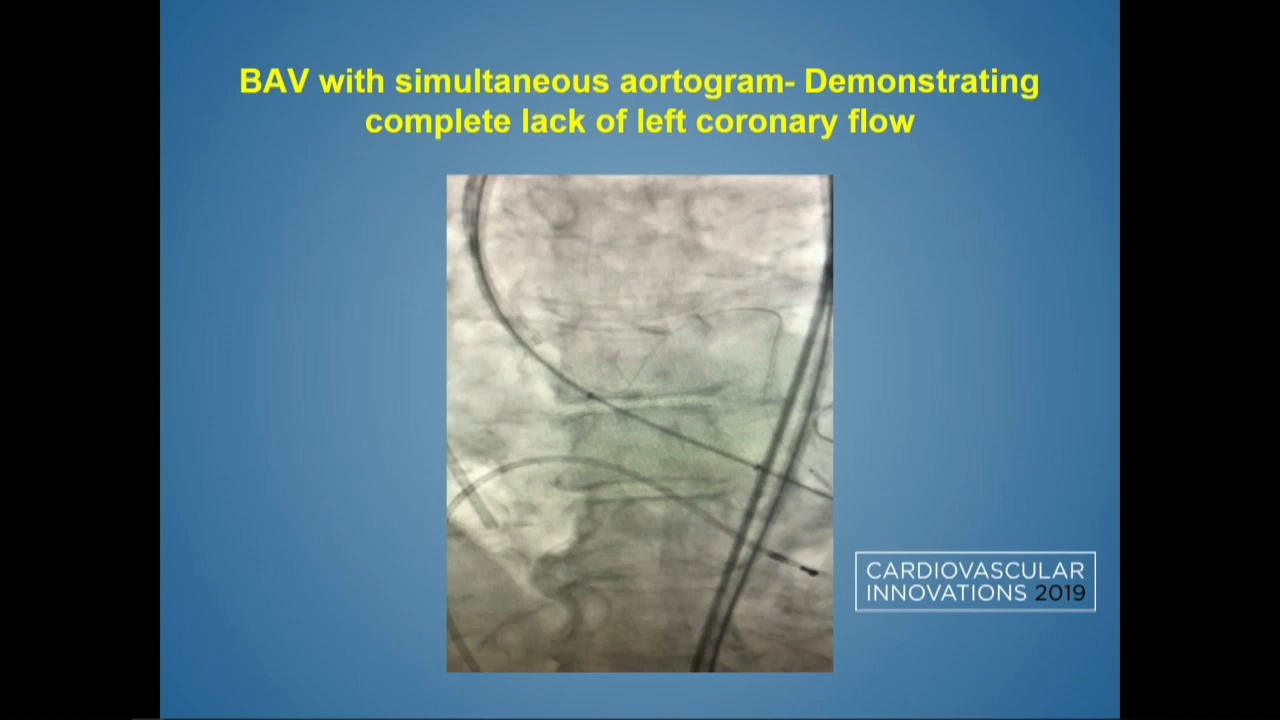 BAV with simultaneous aortogram- Demonstrating
complete lack of left coronary flow
CARDIOVASCULAR
INNOVATIONS 2019